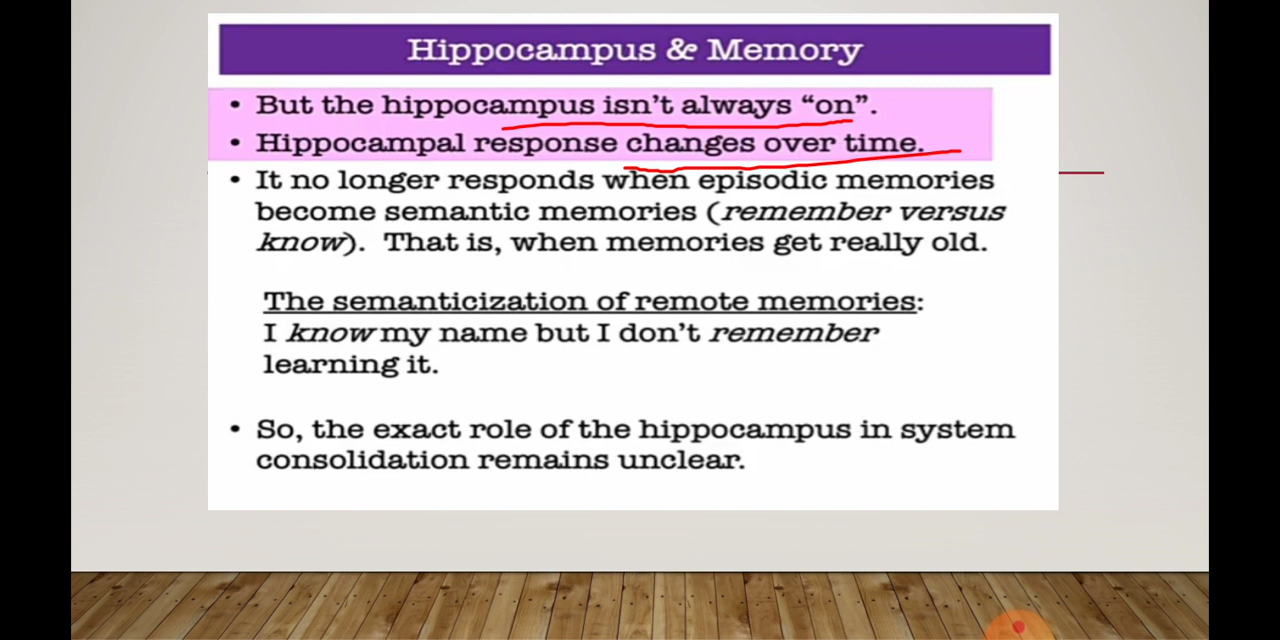 Hippocampus & Memory
• But the hippocampus isn't always “on”.
• Hippocampal response changes over time.
• It no longer responds when episodic memories
become semantic memories (remember versus
know). That is, when memories get really old.
The semanticization of remote memories:
I know my name but I don't remember
learning it.
• So, the exact role of the hippocampus in system
consolidation remains unclear.